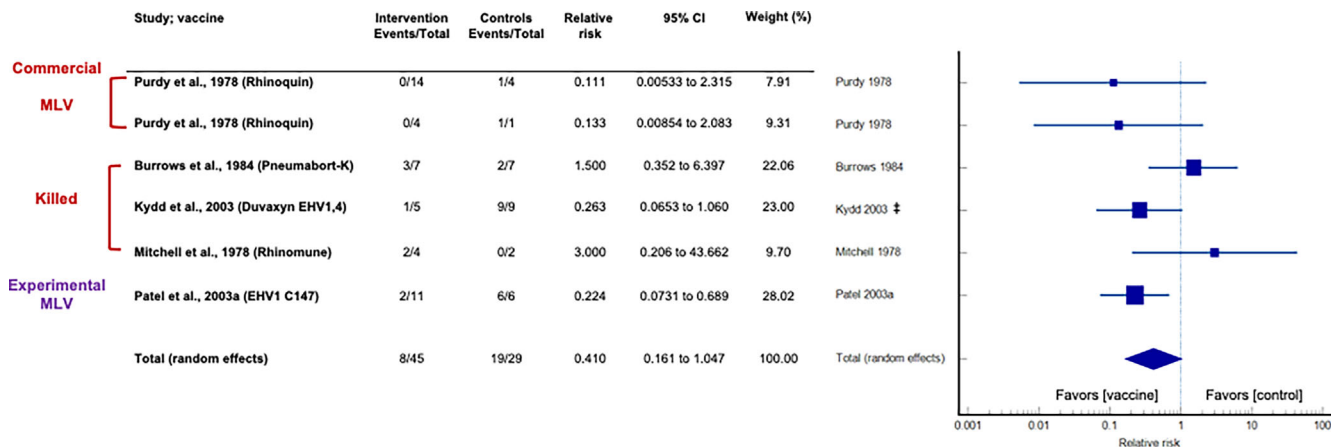 Study; vaccine Intervention Events/Total Controls Events/Total Relative risk 95% CI Weight (%)
Commercial MLV
Purdy et al., 1978 (Rhinoquin) 0/14 1/4 0.111 0.00533 to 2.315 7.91 Purdy 1978
Purdy et al., 1978 (Rhinoquin) 0/4 1/1 0.133 0.00854 to 2.083 9.31 Purdy 1978
Killed
Burrows et al., 1984 (Pneumabort-K) 3/7 2/7 1.500 0.352 to 6.397 22.06 Burrows 1984
Kydd et al., 2003 (Duvaxyn EHV1,4) 1/5 9/9 0.263 0.0653 to 1.060 23.00 Kydd 2003 ‡
Mitchell et al., 1978 (Rhinomune) 2/4 0/2 3.000 0.206 to 43.662 9.70 Mitchell 1978
Experimental MLV
Patel et al., 2003a (EHV1 C147) 2/11 6/6 0.224 0.0731 to 0.689 28.02 Patel 2003a
Total (random effects) 8/45 19/29 0.410 0.161 to 1.047 100.00 Total (random effects)
Favors [vaccine] Favors [control]
0.001 0.01 0.1 1 10 100
Relative risk